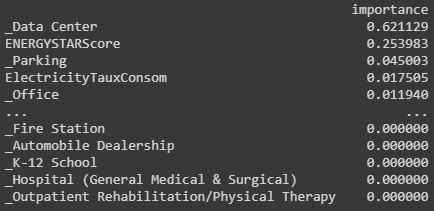 importance
_Data Center 0.621129
ENERGYSTARScore 0.253983
_Parking 0.045003
ElectricityTauxConsom 0.017505
_Office 0.011940
... ...
_Fire Station 0.000000
_Automobile Dealership 0.000000
_K-12 School 0.000000
_Hospital (General Medical & Surgical) 0.000000
_Outpatient Rehabilitation/Physical Therapy 0.000000